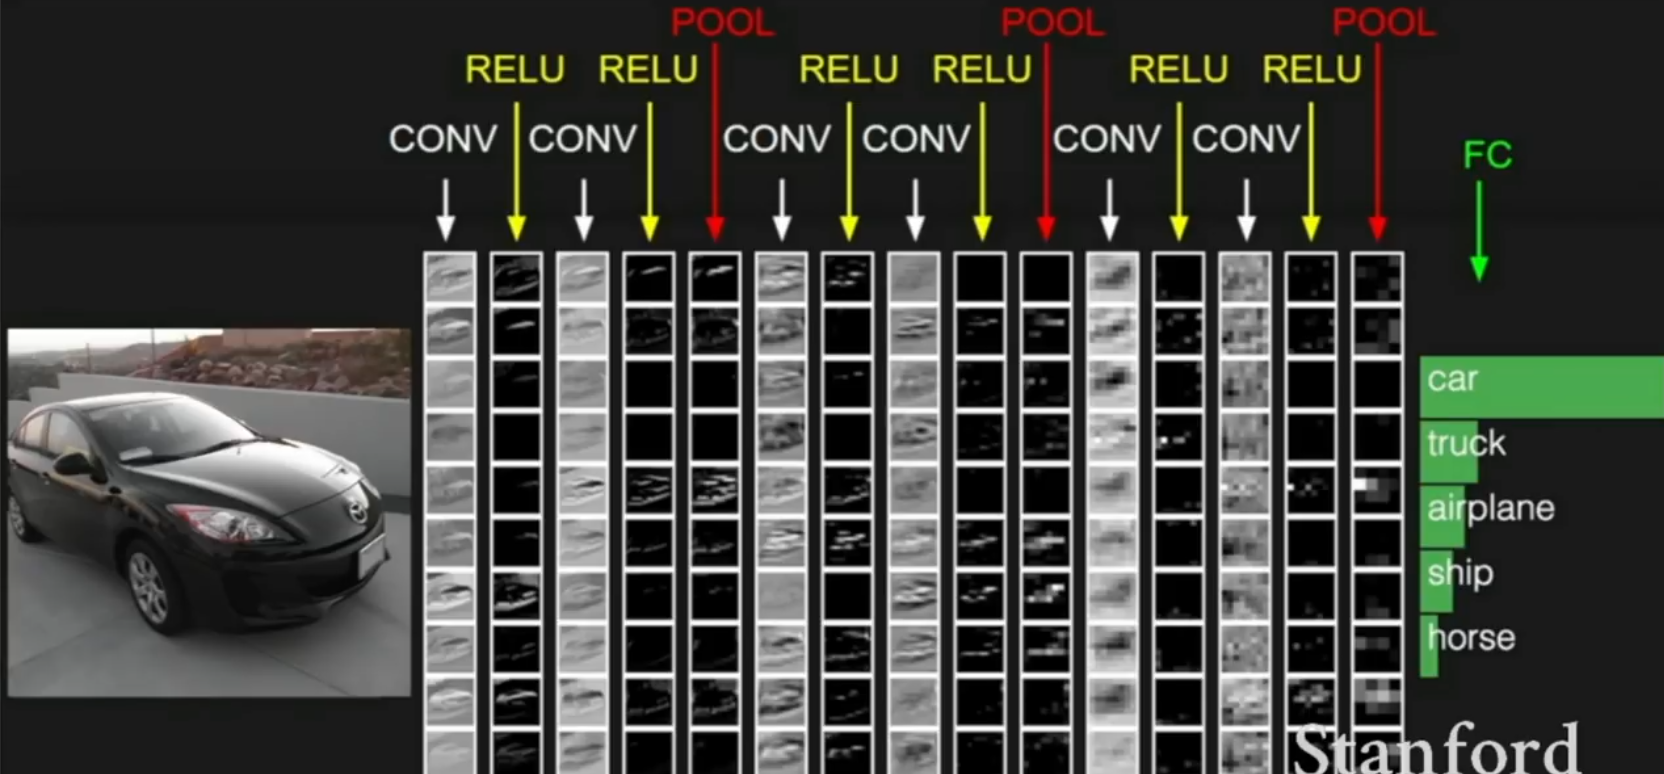 POOL POOL POOL
RELU RELU RELU RELU RELU RELU
CONV CONV CONV CONV CONV CONV
FC
car
truck
airplane
ship
horse
Stanford